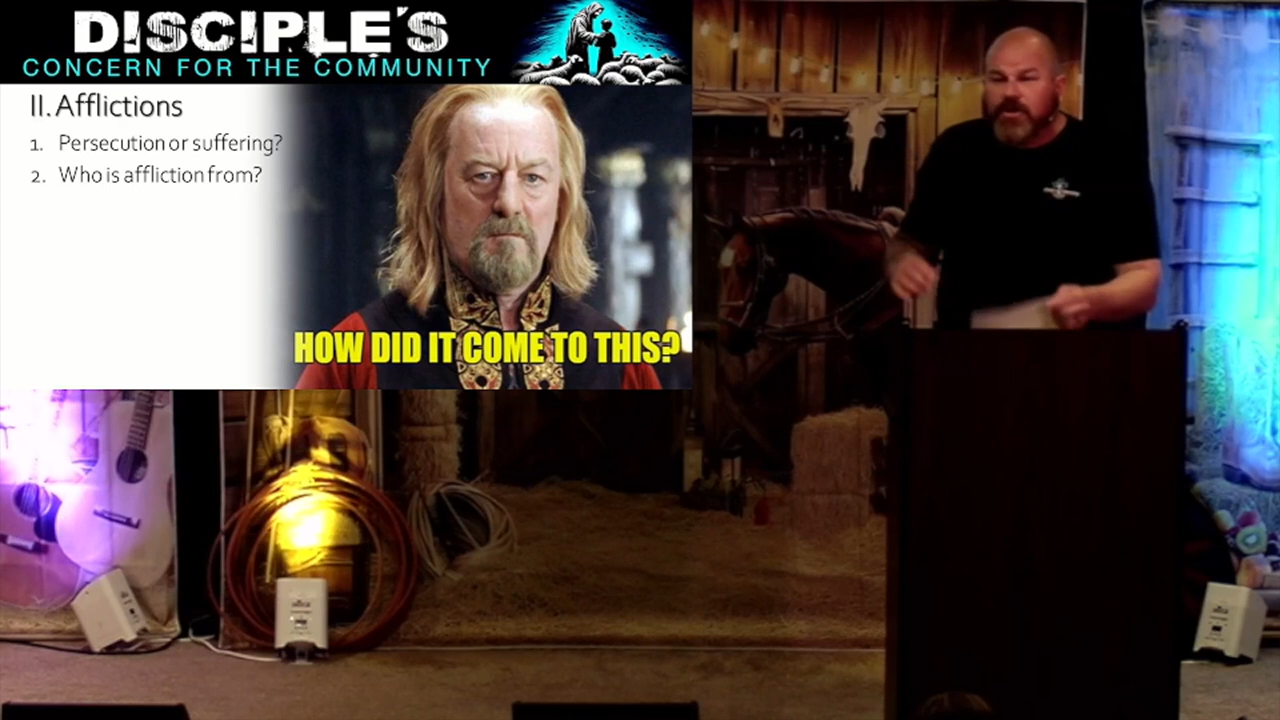 DISCIPLE'S
CONCERN FOR THE COMMUNITY
II. Afflictions
1. Persecution or suffering?
2. Who is affliction from?
HOW DID IT COME TO THIS?